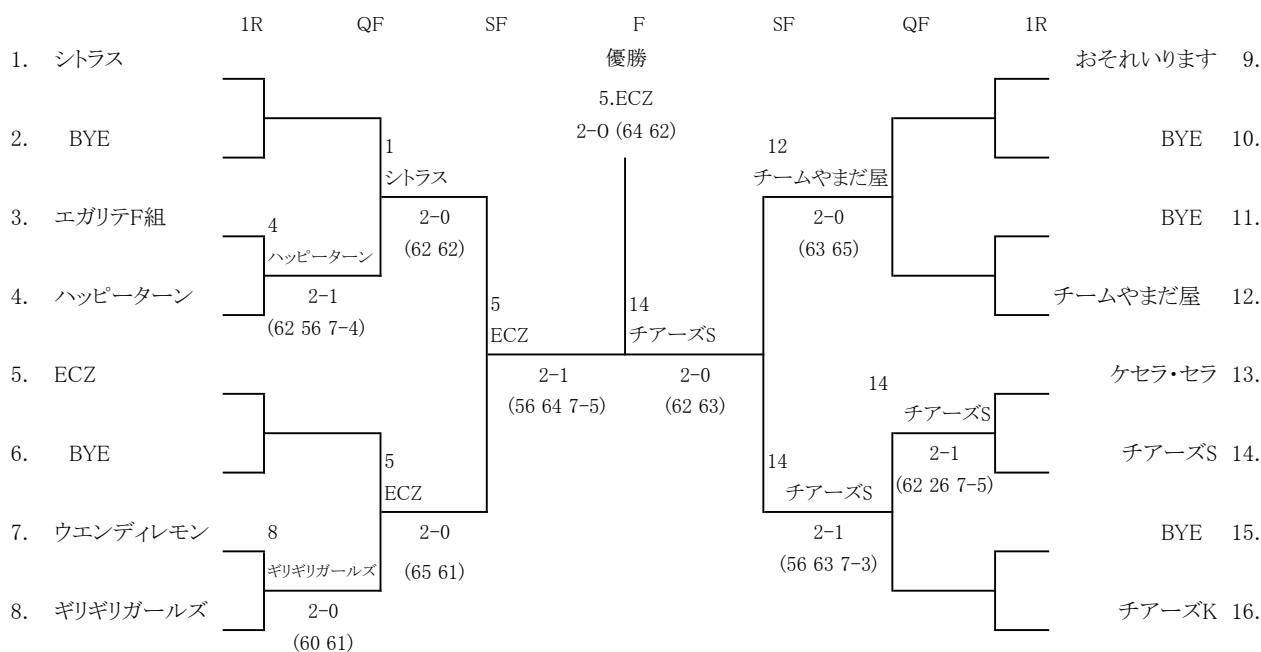 1R QF SF F SF QF 1R
1. シトラス 優勝 おそれいります 9.
5.ECZ
2-0 (64 62)
2. BYE 1 12 BYE 10.
シトラス チームやまだ屋
3. エガリテF組 4 2-0 2-0 BYE 11.
ハッピーターン (62 62) (63 65)
4. ハッピーターン 2-1 5 14 チームやまだ屋 12.
(62 56 7-4) ECZ チアーズS
5. ECZ 2-1 2-0 14 ケセラ・セラ 13.
(56 64 7-5) (62 63) チアーズS
6. BYE 5 14 2-1 チアーズS 14.
ECZ チアーズS (62 26 7-5)
7. ウエンディレモン 8 2-0 2-1 BYE 15.
ギリギリガールズ (65 61) (56 63 7-3)
8. ギリギリガールズ 2-0 チアーズK 16.
(60 61)